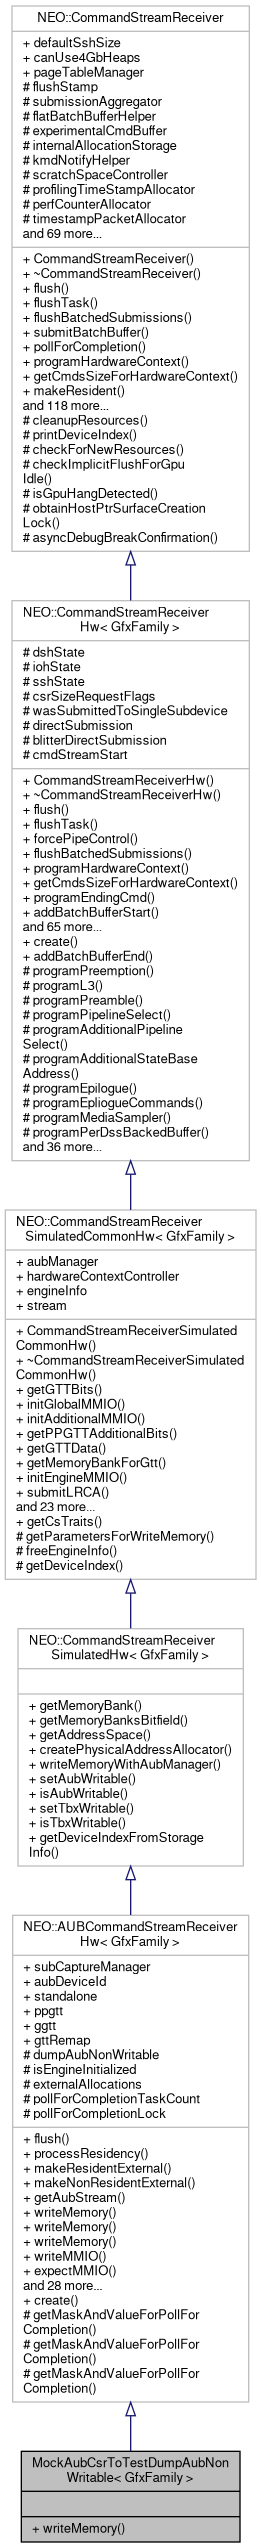 NEO::CommandStreamReceiver
+ defaultSshSize
+ canUse4GbHeaps
+ pageTableManager
# flushStamp
# submissionAggregator
# flatBatchBufferHelper
# experimentalCmdBuffer
# internalAllocationStorage
# kmdNotifyHelper
# scratchSpaceController
# profilingTimeStampAllocator
# perfCounterAllocator
# timestampPacketAllocator
and 69 more...
+ CommandStreamReceiver()
+ ~CommandStreamReceiver()
+ flush()
+ flushTask()
+ flushBatchedSubmissions()
+ submitBatchBuffer()
+ pollForCompletion()
+ programHardwareContext()
+ getCmdsSizeForHardwareContext()
+ makeResident()
and 118 more...
# cleanupResources()
# printDeviceIndex()
# checkForNewResources()
# checkImplicitFlushForGpu
Idle()
# isGpuHangDetected()
# obtainHostPtrSurfaceCreation
Lock()
# asyncDebugBreakConfirmation()
NEO::CommandStreamReceiver
Hw< GfxFamily >
# dshState
# iohState
# sshState
# csrSizeRequestFlags
# wasSubmittedToSingleSubdevice
# directSubmission
# blitterDirectSubmission
# cmdStreamStart
+ CommandStreamReceiverHw()
+ ~CommandStreamReceiverHw()
+ flush()
+ flushTask()
+ forcePipeControl()
+ flushBatchedSubmissions()
+ programHardwareContext()
+ getCmdsSizeForHardwareContext()
+ programEndingCmd()
+ addBatchBufferStart()
and 65 more...
+ create()
+ addBatchBufferEnd()
# programPreemption()
# programL3()
# programPreamble()
# programPipelineSelect()
# programAdditionalPipeline
Select()
# programAdditionalStateBase
Address()
# programEpilogue()
# programEpliogueCommands()
# programMediaSampler()
# programPerDssBackedBuffer()
and 36 more...
NEO::CommandStreamReceiver
SimulatedCommonHw< GfxFamily >
+ aubManager
+ hardwareContextController
+ engineInfo
+ stream
+ CommandStreamReceiverSimulated
CommonHw()
+ ~CommandStreamReceiverSimulated
CommonHw()
+ getGTTBits()
+ initGlobalMMIO()
+ initAdditionalMMIO()
+ getPPGTTAdditionalBits()
+ getGTTData()
+ getMemoryBankForGtt()
+ initEngineMMIO()
+ submitLRCA()
and 23 more...
+ getCsTraits()
# getParametersForWriteMemory()
# freeEngineInfo()
# getDeviceIndex()
NEO::CommandStreamReceiver
SimulatedHw< GfxFamily >
+ getMemoryBank()
+ getMemoryBanksBitfield()
+ getAddressSpace()
+ createPhysicalAddressAllocator()
+ writeMemoryWithAubManager()
+ setAubWritable()
+ isAubWritable()
+ setTbxWritable()
+ isTbxWritable()
+ getDeviceIndexFromStorage
Info()
NEO::AUBCommandStreamReceiver
Hw< GfxFamily >
+ subCaptureManager
+ aubDeviceId
+ standalone
+ ppgtt
+ ggtt
+ gttRemap
# dumpAubNonWritable
# isEngineInitialized
# externalAllocations
# pollForCompletionTaskCount
# pollForCompletionLock
+ flush()
+ processResidency()
+ makeResidentExternal()
+ makeNonResidentExternal()
+ getAubStream()
+ writeMemory()
+ writeMemory()
+ writeMemory()
+ writeMMIO()
+ expectMMIO()
and 28 more...
+ create()
# getMaskAndValueForPollFor
Completion()
# getMaskAndValueForPollFor
Completion()
# getMaskAndValueForPollFor
Completion()
MockAubCsrToTestDumpAubNon
Writable< GfxFamily >
+ writeMemory()